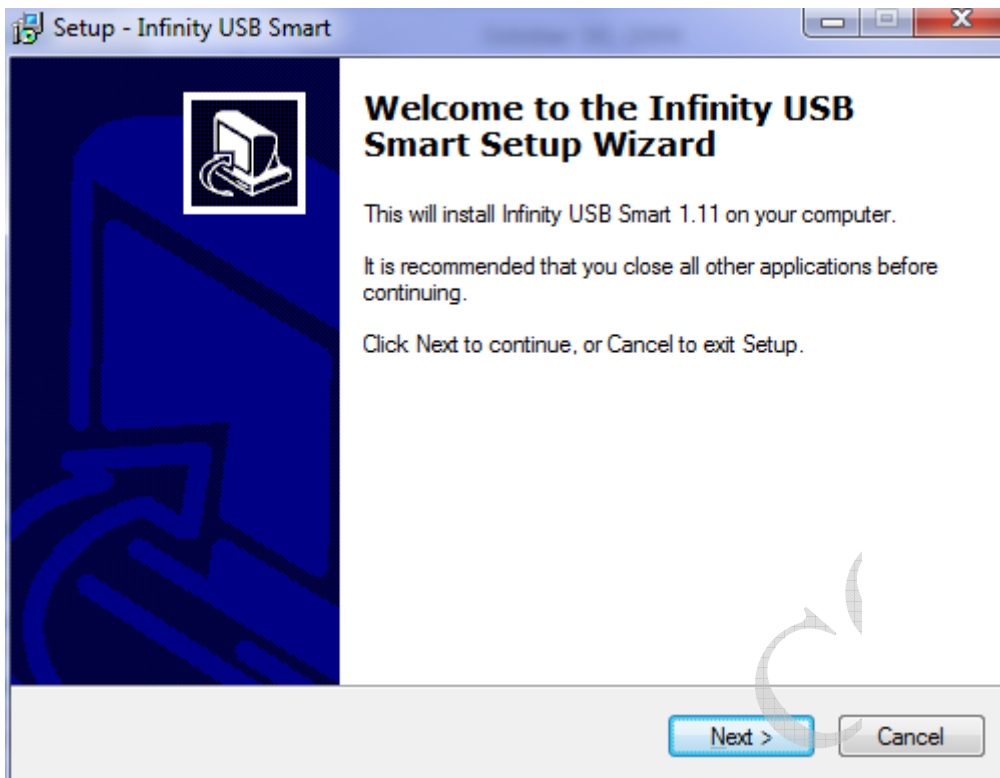 Setup - Infinity USB Smart
Welcome to the Infinity USB
Smart Setup Wizard
This will install Infinity USB Smart 1.11 on your computer.
It is recommended that you close all other applications before
continuing.
Click Next to continue, or Cancel to exit Setup.
Next >
Cancel